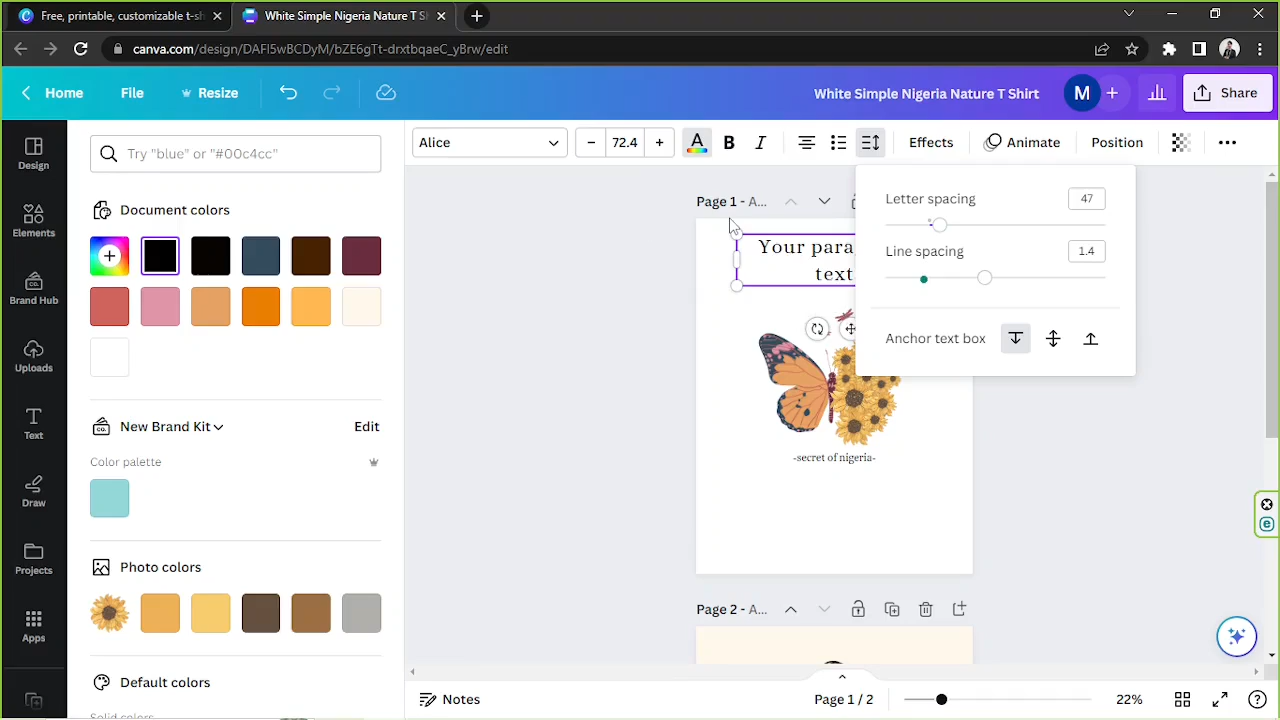 Free, printable, customizable t-sh
White Simple Nigeria Nature T Sh
canva.com/design/DAFI5wBCDyM/bZE6gTt-drxtbqaeC_yBrw/edit
Home
File
Resize
White Simple Nigeria Nature T Shirt
M
Share
Design
Elements
Brand Hub
Uploads
Text
Draw
Projects
Apps
Try "blue" or "#00c4cc"
Document colors
New Brand Kit
Edit
Color palette
Photo colors
Default colors
Solid colors
Alice
72.4
A
B
I
Effects
Animate
Position
Letter spacing
47
Line spacing
1.4
Anchor text box
Page 1 - A...
Your para
text
-secret of nigeria-
Page 2 - A...
Notes
Page 1 / 2
22%